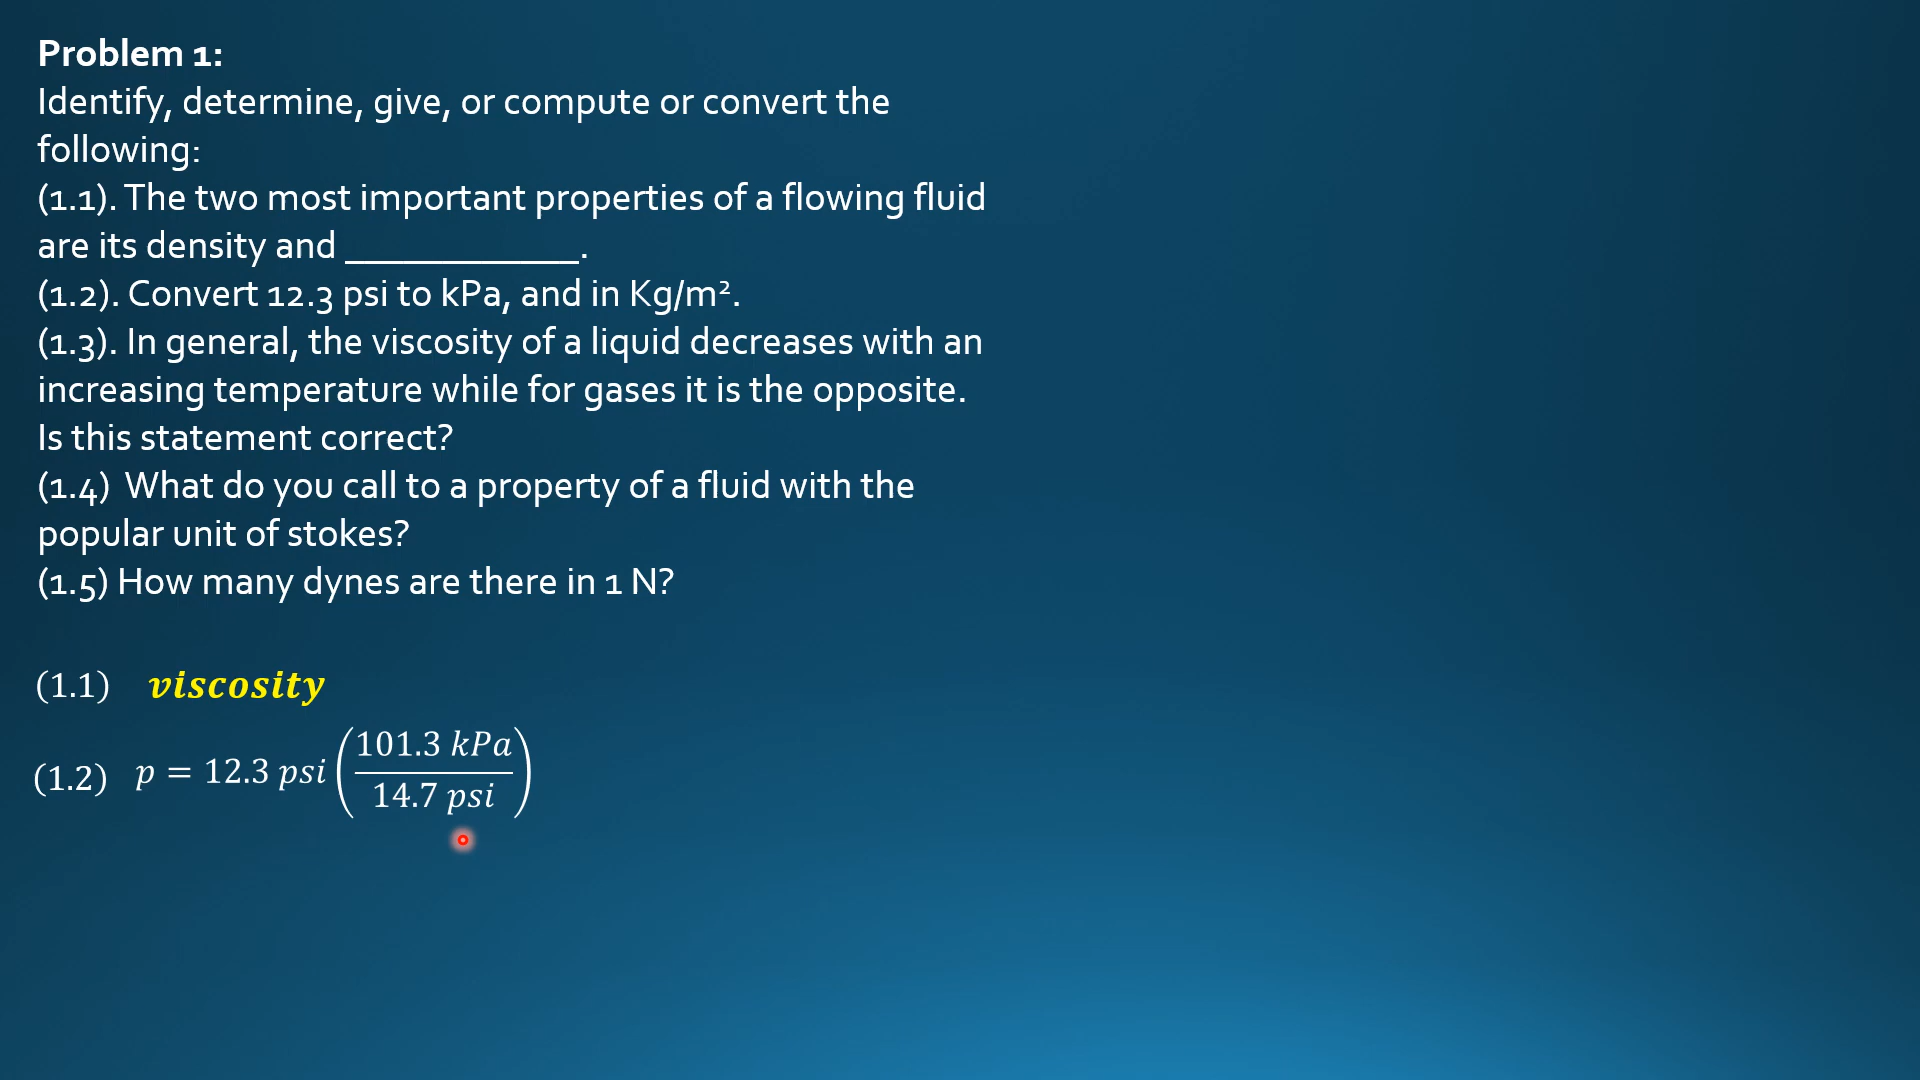 Problem 1:
Identify, determine, give, or compute or convert the
following:
(1.1). The two most important properties of a flowing fluid
are its density and ____________.
(1.2). Convert 12.3 psi to kPa, and in Kg/m².
(1.3). In general, the viscosity of a liquid decreases with an
increasing temperature while for gases it is the opposite.
Is this statement correct?
(1.4) What do you call to a property of a fluid with the
popular unit of stokes?
(1.5) How many dynes are there in 1 N?
(1.1) viscosity
(1.2) p = 12.3 psi (101.3 kPa / 14.7 psi)